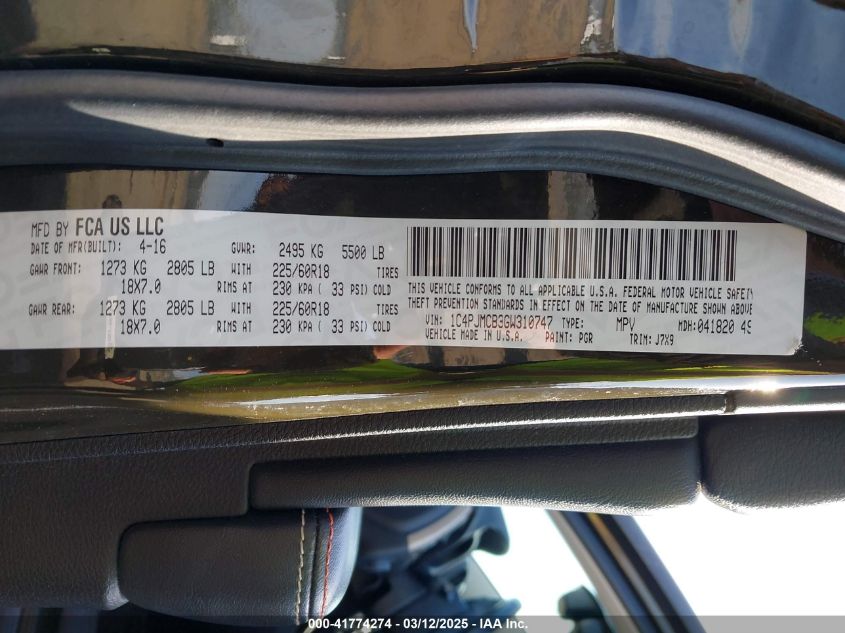 MFD BY FCA US LLC
DATE OF MFR(BUILT): 4-16 GVWR: 2495 KG 5500 LB
GAWR FRONT: 1273 KG 2805 LB WITH 225/60R18 TIRES
18X7.0 RIMS AT 230 KPA ( 33 PSI) COLD
GAWR REAR: 1273 KG 2805 LB WITH 225/60R18 TIRES
18X7.0 RIMS AT 230 KPA ( 33 PSI) COLD
THIS VEHICLE CONFORMS TO ALL APPLICABLE U.S.A. FEDERAL MOTOR VEHICLE SAFETY
THEFT PREVENTION STANDARDS IN EFFECT ON THE DATE OF MANUFACTURE SHOWN ABOVE
VIN: 1C4PJMCB3GW310747 TYPE: MPV MDH:041820 49
VEHICLE MADE IN U.S.A. PAINT: PGR TRIM: J7X9
000-41774274 - 03/12/2025 - IAA Inc.